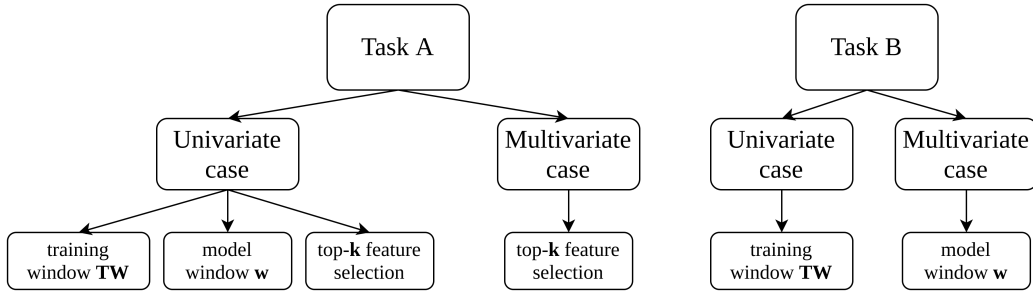 Task A
Task B
Univariate
case
Multivariate
case
Univariate
case
Multivariate
case
training
window TW
model
window w
top-k feature
selection
top-k feature
selection
training
window TW
model
window w